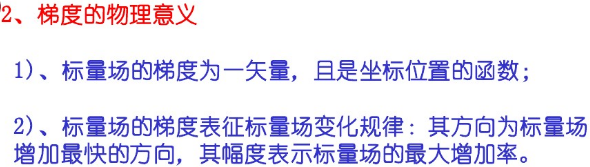 2、梯度的物理意义
1)、标量场的梯度为一矢量，且是坐标位置的函数；
2)、标量场的梯度表征标量场变化规律：其方向为标量场
增加最快的方向，其幅度表示标量场的最大增加率。